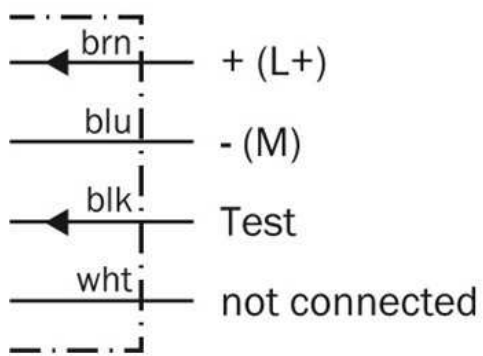 brn + (L+)
blu - (M)
blk Test
wht not connected